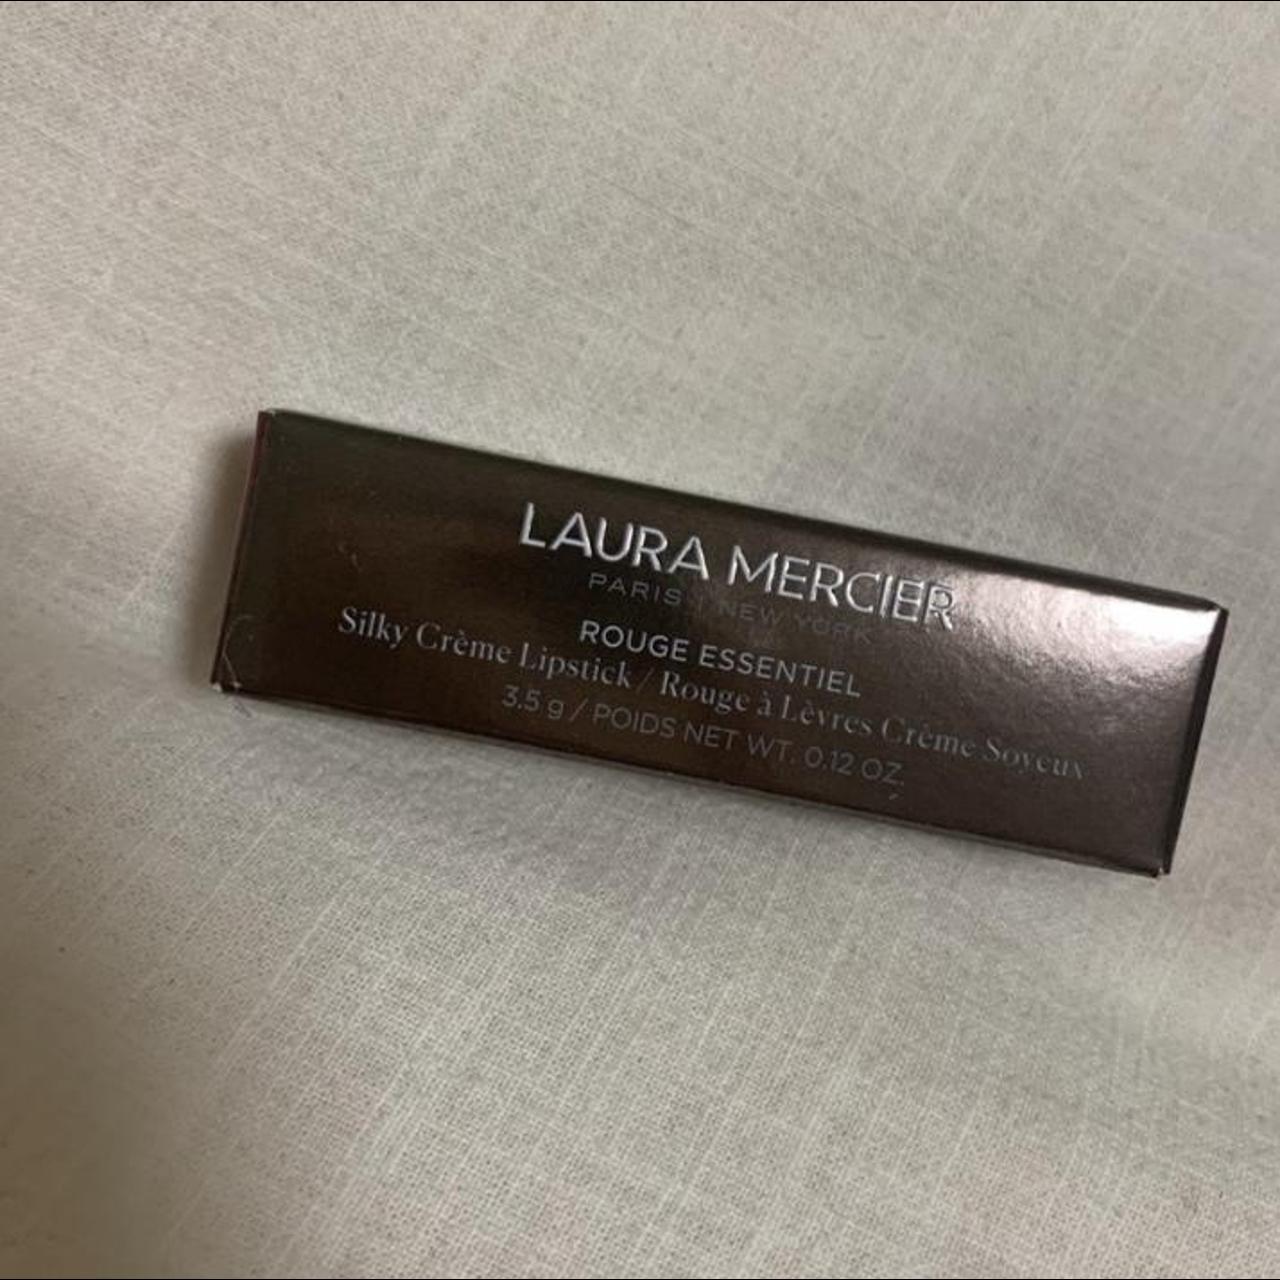 LAURA MERCIER
PARIS | NEW YORK
ROUGE ESSENTIEL
Silky Crème Lipstick / Rouge à Lèvres Crème Soyeux
3.5 g / POIDS NET WT. 0.12 OZ.